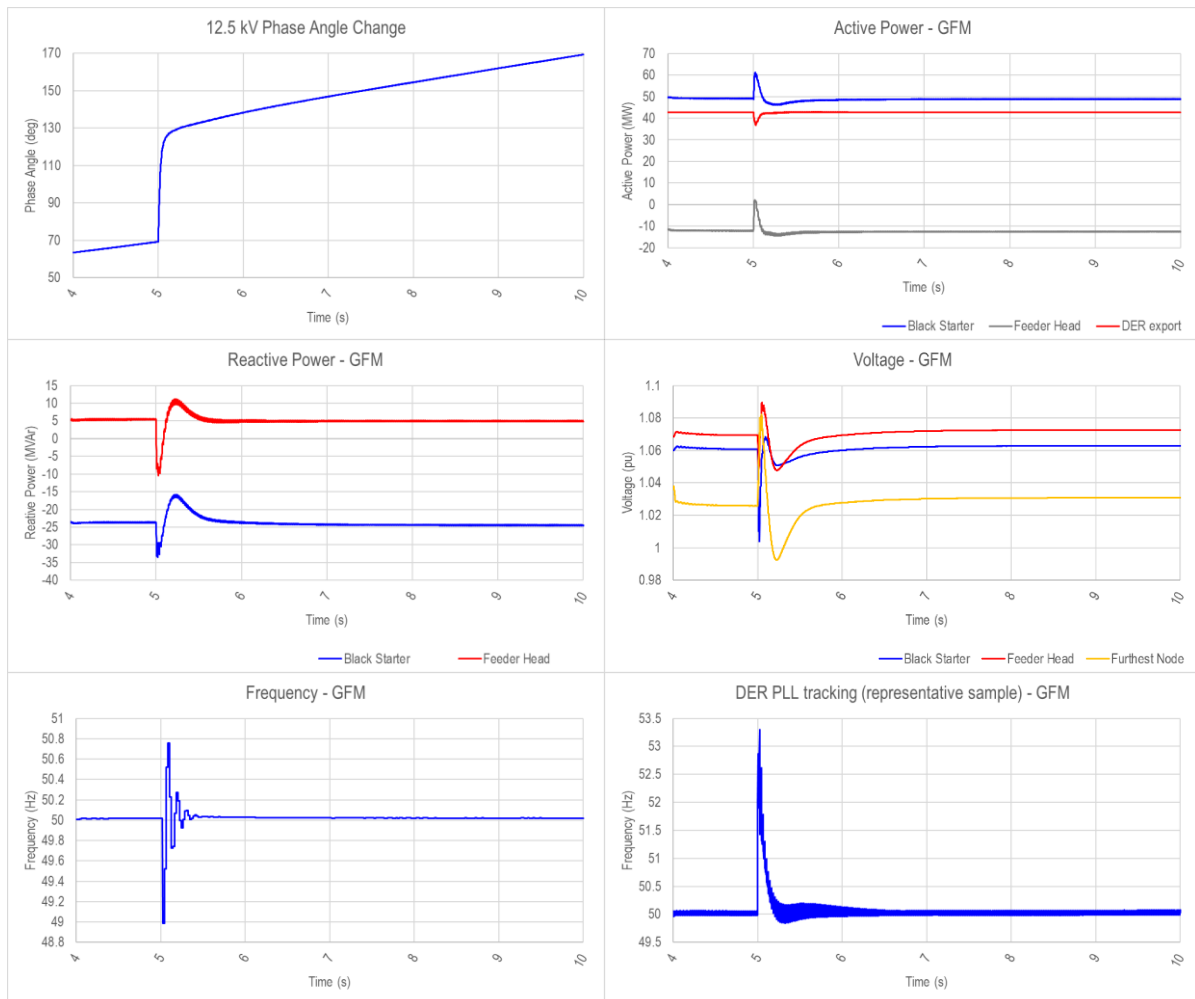 12.5 kV Phase Angle Change
170
150
130
110
90
70
50
Phase Angle (deg)
4 5 6 7 8 9 10
Time (s)
Active Power - GFM
70
60
50
40
30
20
10
0
-10
-20
Active Power (MW)
4 5 6 7 8 9 10
Time (s)
Black Starter Feeder Head DER export
Reactive Power - GFM
15
10
5
0
-5
-10
-15
-20
-25
-30
-35
-40
Reative Power (MVAr)
4 5 6 7 8 9 10
Time (s)
Black Starter Feeder Head
Voltage - GFM
1.1
1.08
1.06
1.04
1.02
1
0.98
Voltage (pu)
4 5 6 7 8 9 10
Time (s)
Black Starter Feeder Head Furthest Node
Frequency - GFM
51
50.8
50.6
50.4
50.2
50
49.8
49.6
49.4
49.2
49
48.8
Frequency (Hz)
4 5 6 7 8 9 10
Time (s)
DER PLL tracking (representative sample) - GFM
53.5
53
52.5
52
51.5
51
50.5
50
49.5
Frequency (Hz)
4 5 6 7 8 9 10
Time (s)